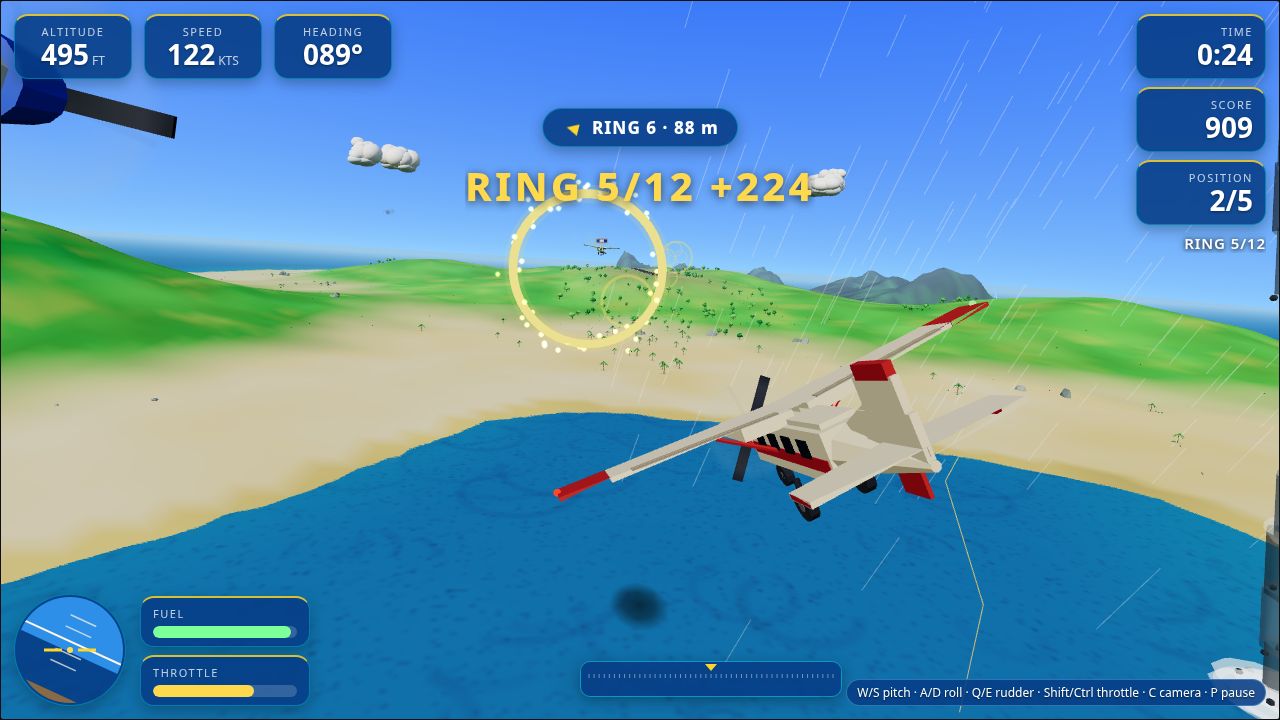 ALTITUDE
495 FT
SPEED
122 KTS
HEADING
089°
TIME
0:24
SCORE
909
POSITION
2/5
RING 5/12
RING 6 · 88 m
RING 5/12 +224
FUEL
THROTTLE
W/S pitch · A/D roll · Q/E rudder · Shift/Ctrl throttle · C camera · P pause